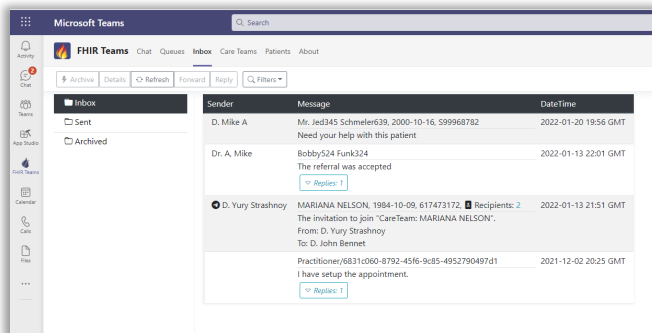 Microsoft Teams
Search
Activity
Chat
2
Teams
App Studio
FHIR Teams
Calendar
Calls
Files
FHIR Teams Chat Queues Inbox Care Teams Patients About
Archive Details Refresh Forward Reply Filters
Inbox
Sent
Archived
Sender Message DateTime
D. Mike A Mr. Jed345 Schmeler639, 2000-10-16, S99968782 2022-01-20 19:56 GMT
Need your help with this patient
Dr. A, Mike Bobby524 Funk324 2022-01-13 22:01 GMT
The referral was accepted
Replies: 1
D. Yury Strashnoy MARIANA NELSON, 1984-10-09, 617473172, Recipients: 2 2022-01-13 21:51 GMT
The invitation to join "CareTeam: MARIANA NELSON".
From: D. Yury Strashnoy
To: D. John Bennet
Practitioner/6831c060-8792-45f6-9c85-4952790497d1 2021-12-02 20:25 GMT
I have setup the appointment.
Replies: 1